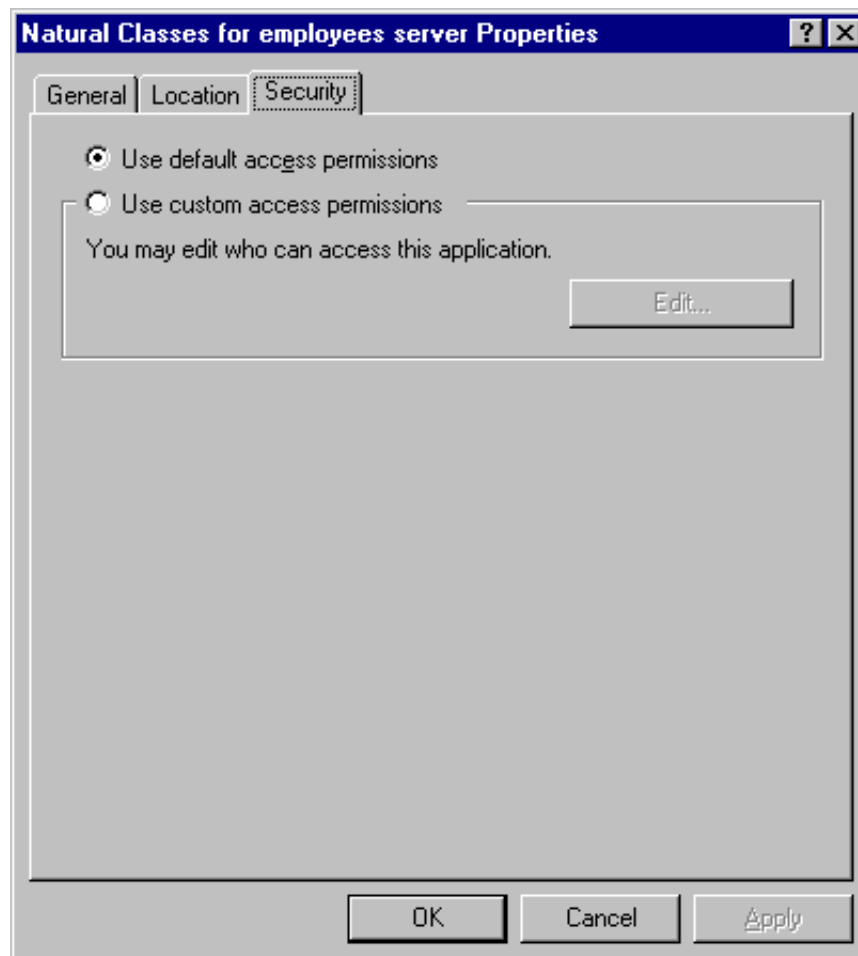 Natural Classes for employees server Properties ? X
General Location Security
Use default access permissions
Use custom access permissions
You may edit who can access this application.
Edit...
OK Cancel Apply